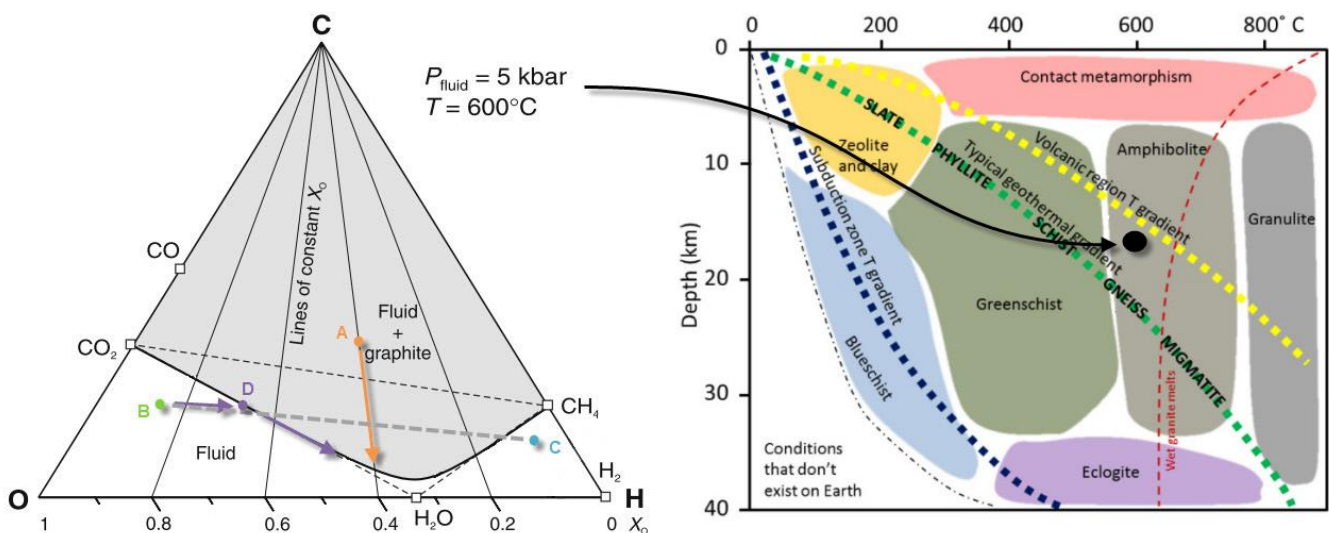 C
P fluid = 5 kbar
T = 600°C
CO
CO₂
Lines of constant X_O
Fluid
+
graphite
A
B
D
C
CH₄
Fluid
H₂
O
H
H₂O
1
0.8
0.6
0.4
0.2
0
X_O
0
200
400
600
800° C
0
10
20
30
40
Depth (km)
Contact metamorphism
SLATE
Zeolite
and clay
PHYLLITE
SCHIST
GNEISS
MIGMATITE
Volcanic region T gradient
Typical geothermal gradient
Subduction zone T gradient
Amphibolite
Granulite
Greenschist
Blueschist
Eclogite
Wet granite melts
Conditions
that don't
exist on Earth